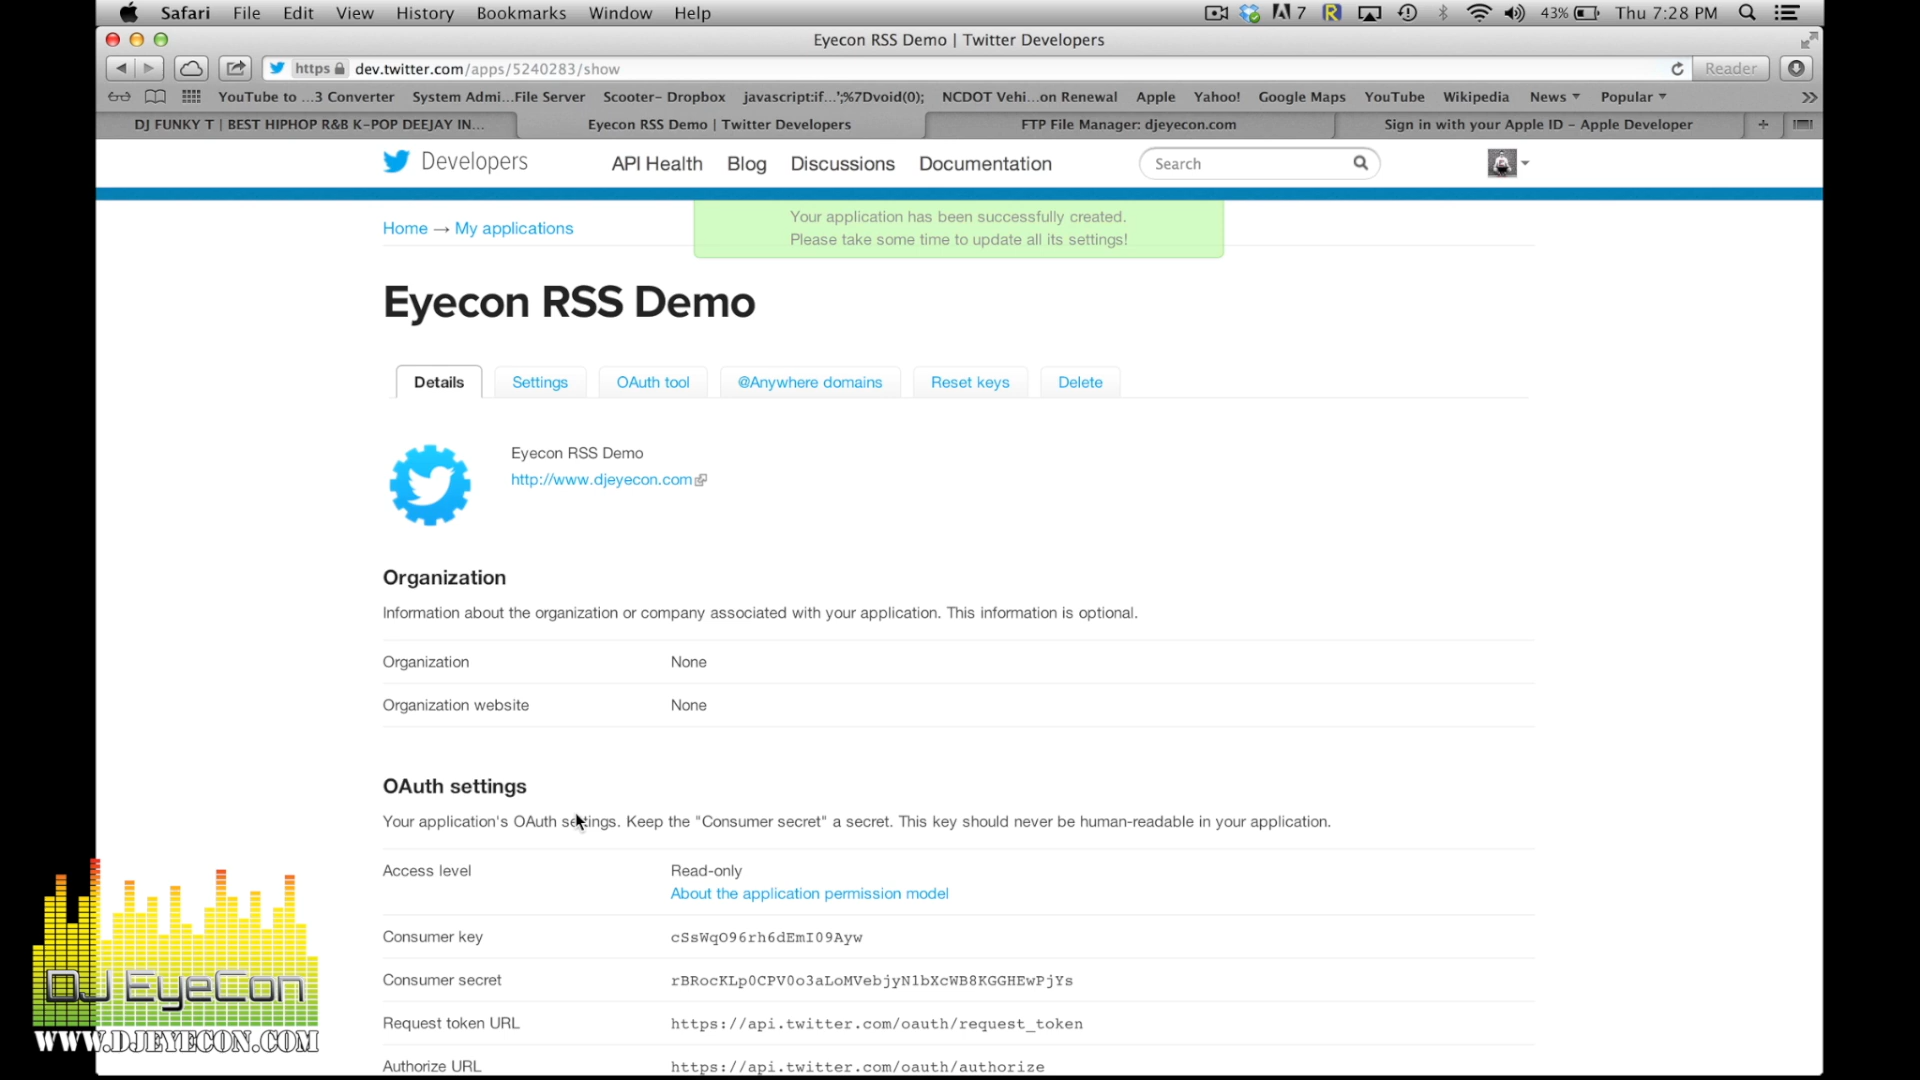 Safari File Edit View History Bookmarks Window Help 7 43% Thu 7:28 PM
Eyecon RSS Demo | Twitter Developers
https dev.twitter.com/apps/5240283/show Reader
YouTube to ...3 Converter System Admi...File Server Scooter- Dropbox javascript:if...';%7Dvoid(0); NCDOT Vehi...on Renewal Apple Yahoo! Google Maps YouTube Wikipedia News Popular
DJ FUNKY T | BEST HIPHOP R&B K-POP DEEJAY IN... Eyecon RSS Demo | Twitter Developers FTP File Manager: djeyecon.com Sign in with your Apple ID – Apple Developer
Developers API Health Blog Discussions Documentation Search
Your application has been successfully created.
Please take some time to update all its settings!
Home → My applications
Eyecon RSS Demo
Details Settings OAuth tool @Anywhere domains Reset keys Delete
Eyecon RSS Demo
http://www.djeyecon.com
Organization
Information about the organization or company associated with your application. This information is optional.
Organization None
Organization website None
OAuth settings
Your application's OAuth settings. Keep the "Consumer secret" a secret. This key should never be human-readable in your application.
Access level Read-only
About the application permission model
Consumer key cSsWqO96rh6dEmI09Ayw
Consumer secret rBRocKLp0CPV0o3aLoMVebjyN1bXcWB8KGGHEwPjYs
Request token URL https://api.twitter.com/oauth/request_token
Authorize URL https://api.twitter.com/oauth/authorize
DJ EyeCon
WWW.DJEYECON.COM